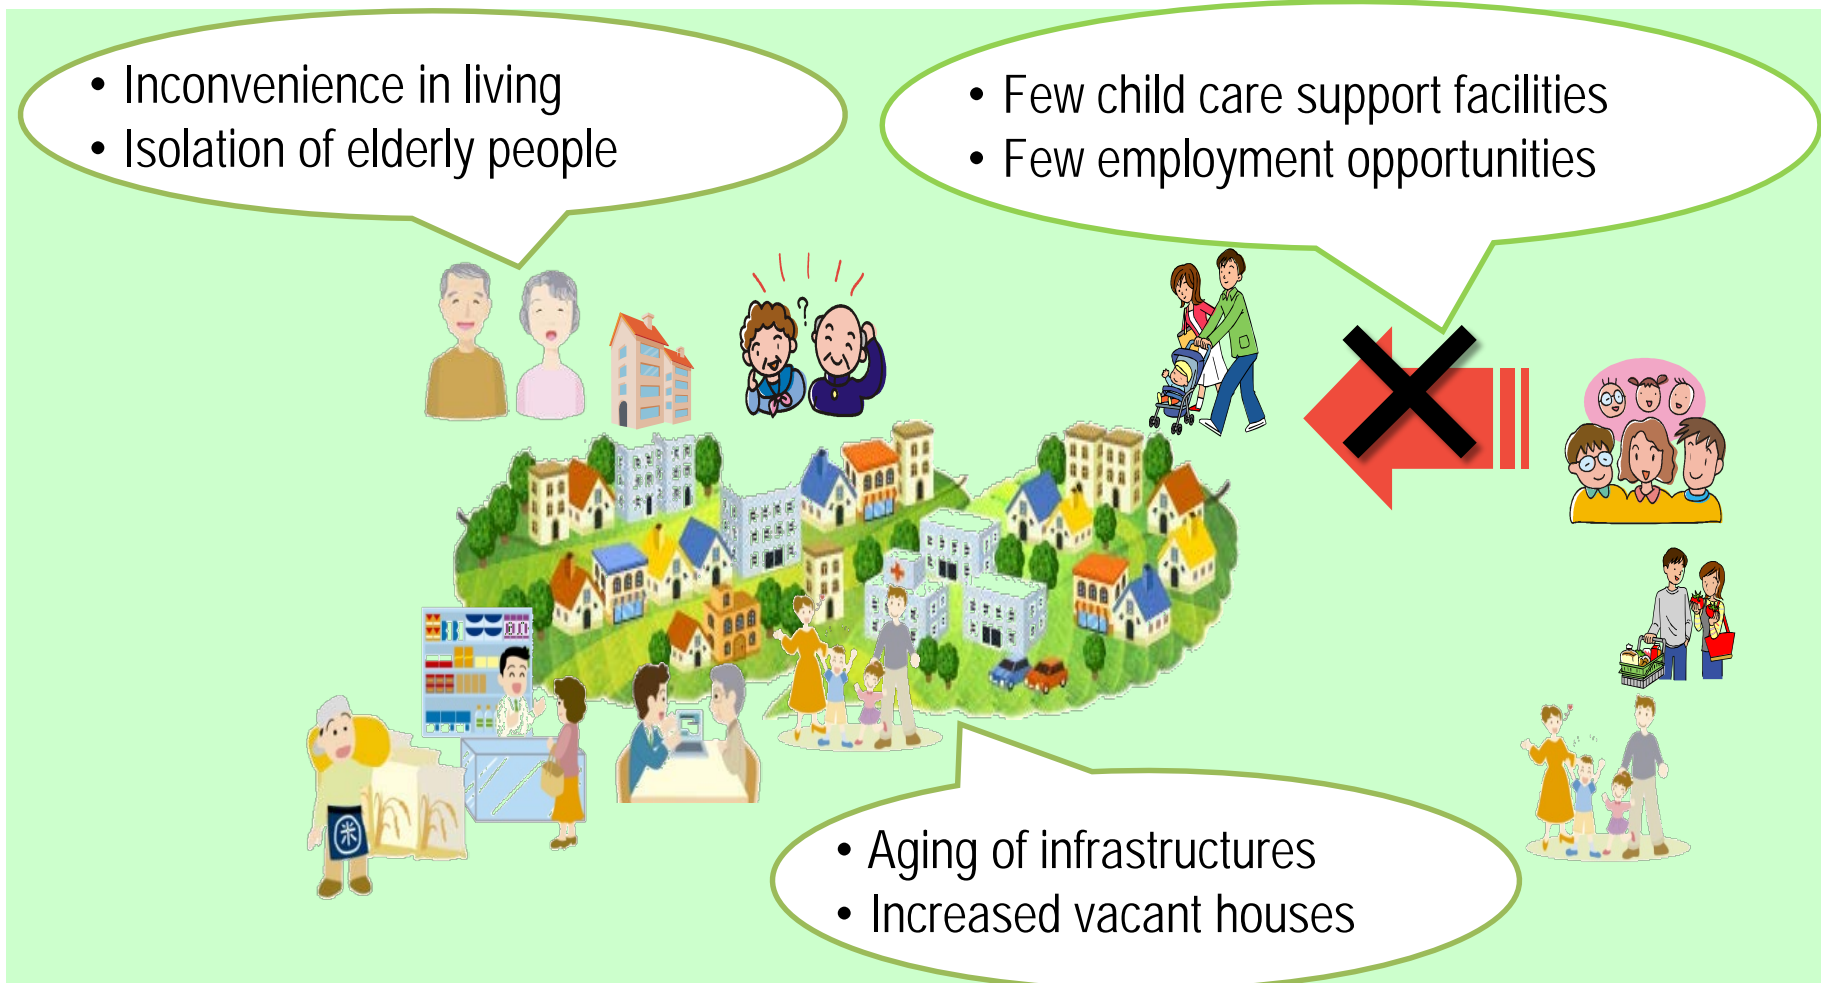 • Inconvenience in living
• Isolation of elderly people
• Few child care support facilities
• Few employment opportunities
?
米
• Aging of infrastructures
• Increased vacant houses